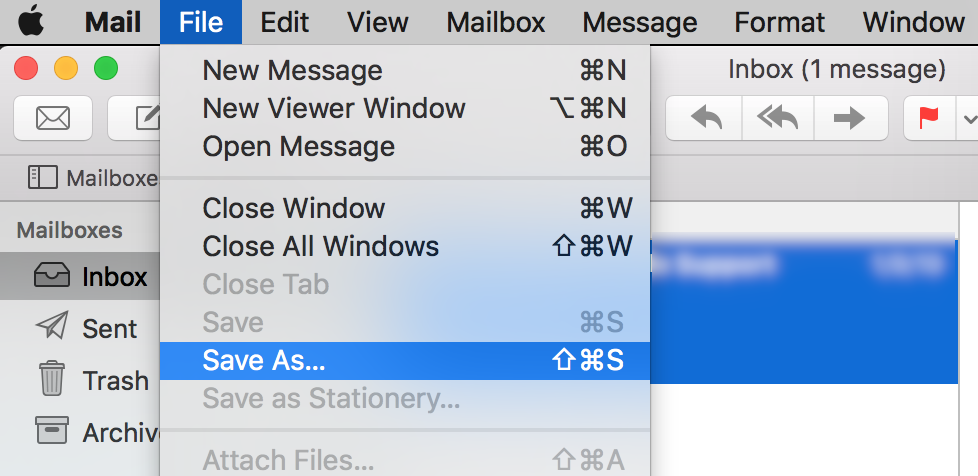 Mail File Edit View Mailbox Message Format Window
Inbox (1 message)
New Message ⌘N
New Viewer Window ⌥⌘N
Open Message ⌘O
Close Window ⌘W
Close All Windows ⇧⌘W
Close Tab
Save ⌘S
Save As... ⇧⌘S
Save as Stationery...
Attach Files... ⇧⌘A
Mailboxe
Mailboxes
Inbox
Sent
Trash
Archiv
Support